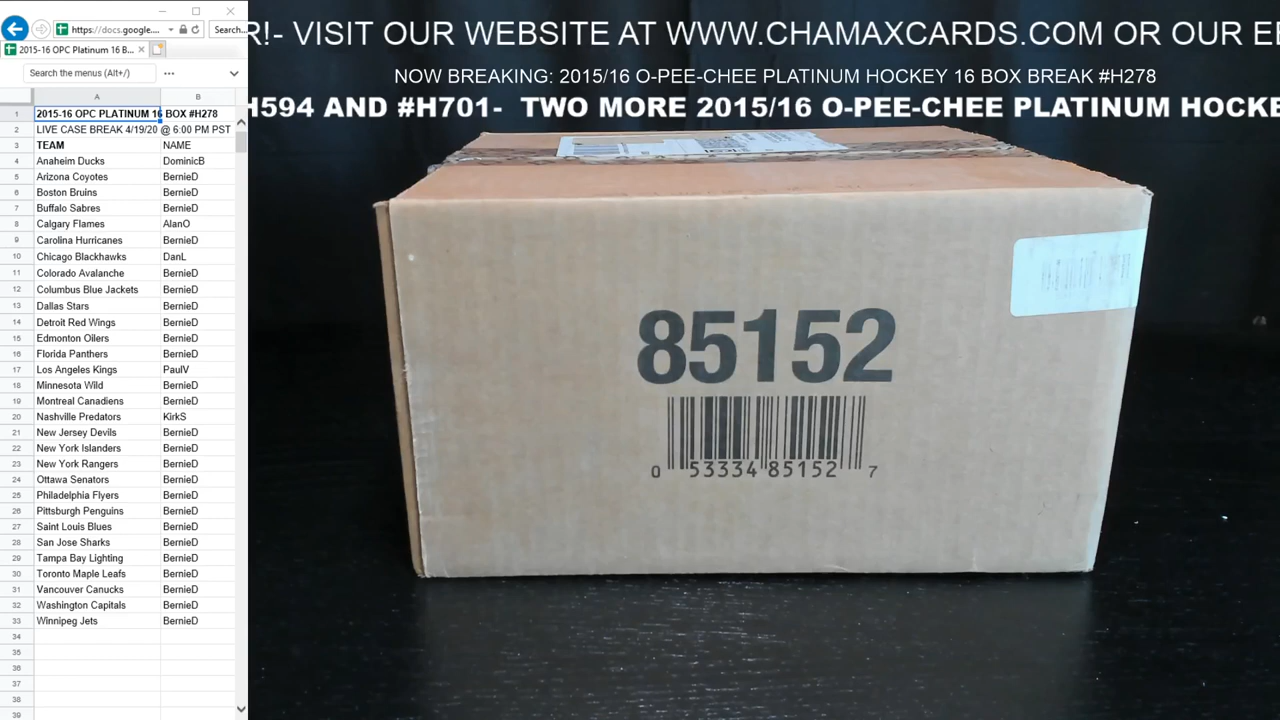 R!- VISIT OUR WEBSITE AT WWW.CHAMAXCARDS.COM OR OUR E
NOW BREAKING: 2015/16 O-PEE-CHEE PLATINUM HOCKEY 16 BOX BREAK #H278
H594 AND #H701- TWO MORE 2015/16 O-PEE-CHEE PLATINUM HOCKE
https://docs.google....
Search...
2015-16 OPC Platinum 16 B...
Search the menus (Alt+/)
A B
1 2015-16 OPC PLATINUM 16 BOX #H278
2 LIVE CASE BREAK 4/19/20 @ 6:00 PM PST
3 TEAM NAME
4 Anaheim Ducks DominicB
5 Arizona Coyotes BernieD
6 Boston Bruins BernieD
7 Buffalo Sabres BernieD
8 Calgary Flames AlanO
9 Carolina Hurricanes BernieD
10 Chicago Blackhawks DanL
11 Colorado Avalanche BernieD
12 Columbus Blue Jackets BernieD
13 Dallas Stars BernieD
14 Detroit Red Wings BernieD
15 Edmonton Oilers BernieD
16 Florida Panthers BernieD
17 Los Angeles Kings PaulV
18 Minnesota Wild BernieD
19 Montreal Canadiens BernieD
20 Nashville Predators KirkS
21 New Jersey Devils BernieD
22 New York Islanders BernieD
23 New York Rangers BernieD
24 Ottawa Senators BernieD
25 Philadelphia Flyers BernieD
26 Pittsburgh Penguins BernieD
27 Saint Louis Blues BernieD
28 San Jose Sharks BernieD
29 Tampa Bay Lighting BernieD
30 Toronto Maple Leafs BernieD
31 Vancouver Canucks BernieD
32 Washington Capitals BernieD
33 Winnipeg Jets BernieD
34
35
36
37
38
39
85152
0 53334 85152 7